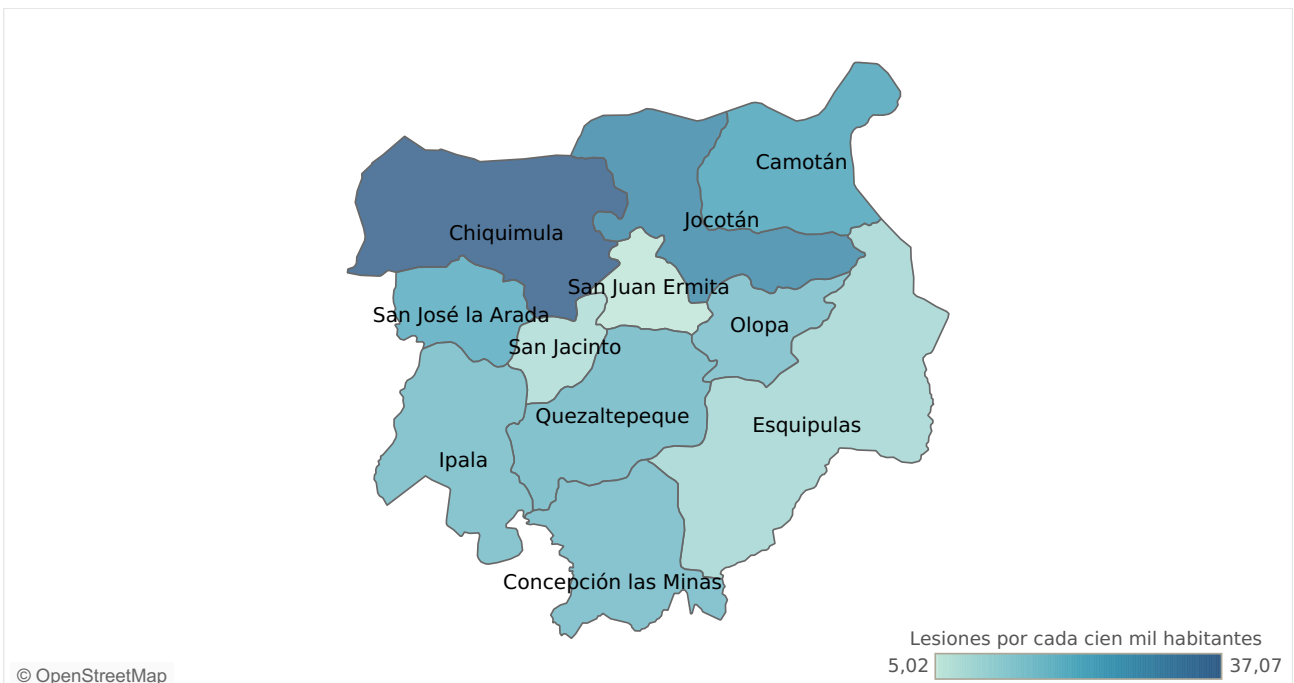 Camotán
Jocotán
Chiquimula
San Juan Ermita
San José la Arada
Olopa
San Jacinto
Quezaltepeque
Esquipulas
Ipala
Concepción las Minas
Lesiones por cada cien mil habitantes
5,02 37,07
© OpenStreetMap